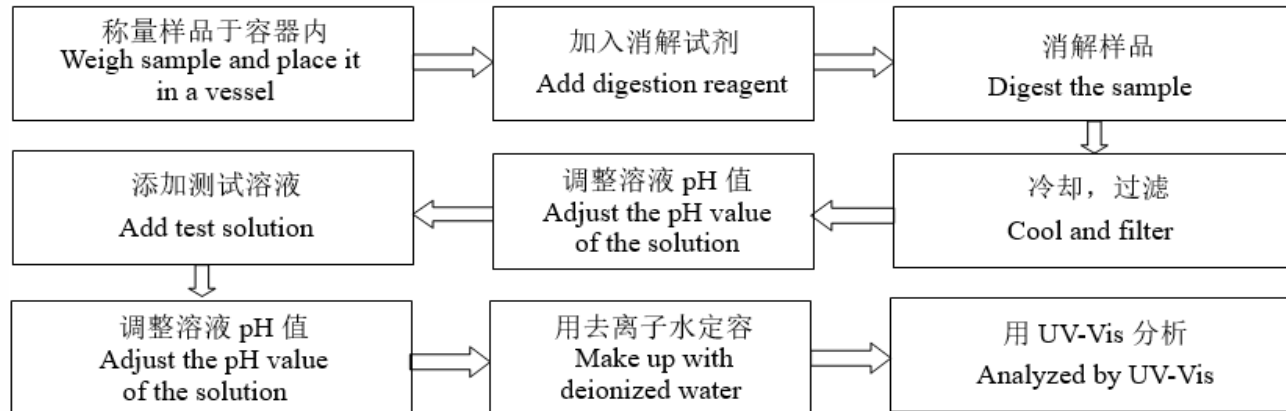 称量样品于容器内
Weigh sample and place it
in a vessel
加入消解试剂
Add digestion reagent
消解样品
Digest the sample
冷却，过滤
Cool and filter
调整溶液 pH 值
Adjust the pH value
of the solution
添加测试溶液
Add test solution
调整溶液 pH 值
Adjust the pH value
of the solution
用去离子水定容
Make up with
deionized water
用 UV-Vis 分析
Analyzed by UV-Vis